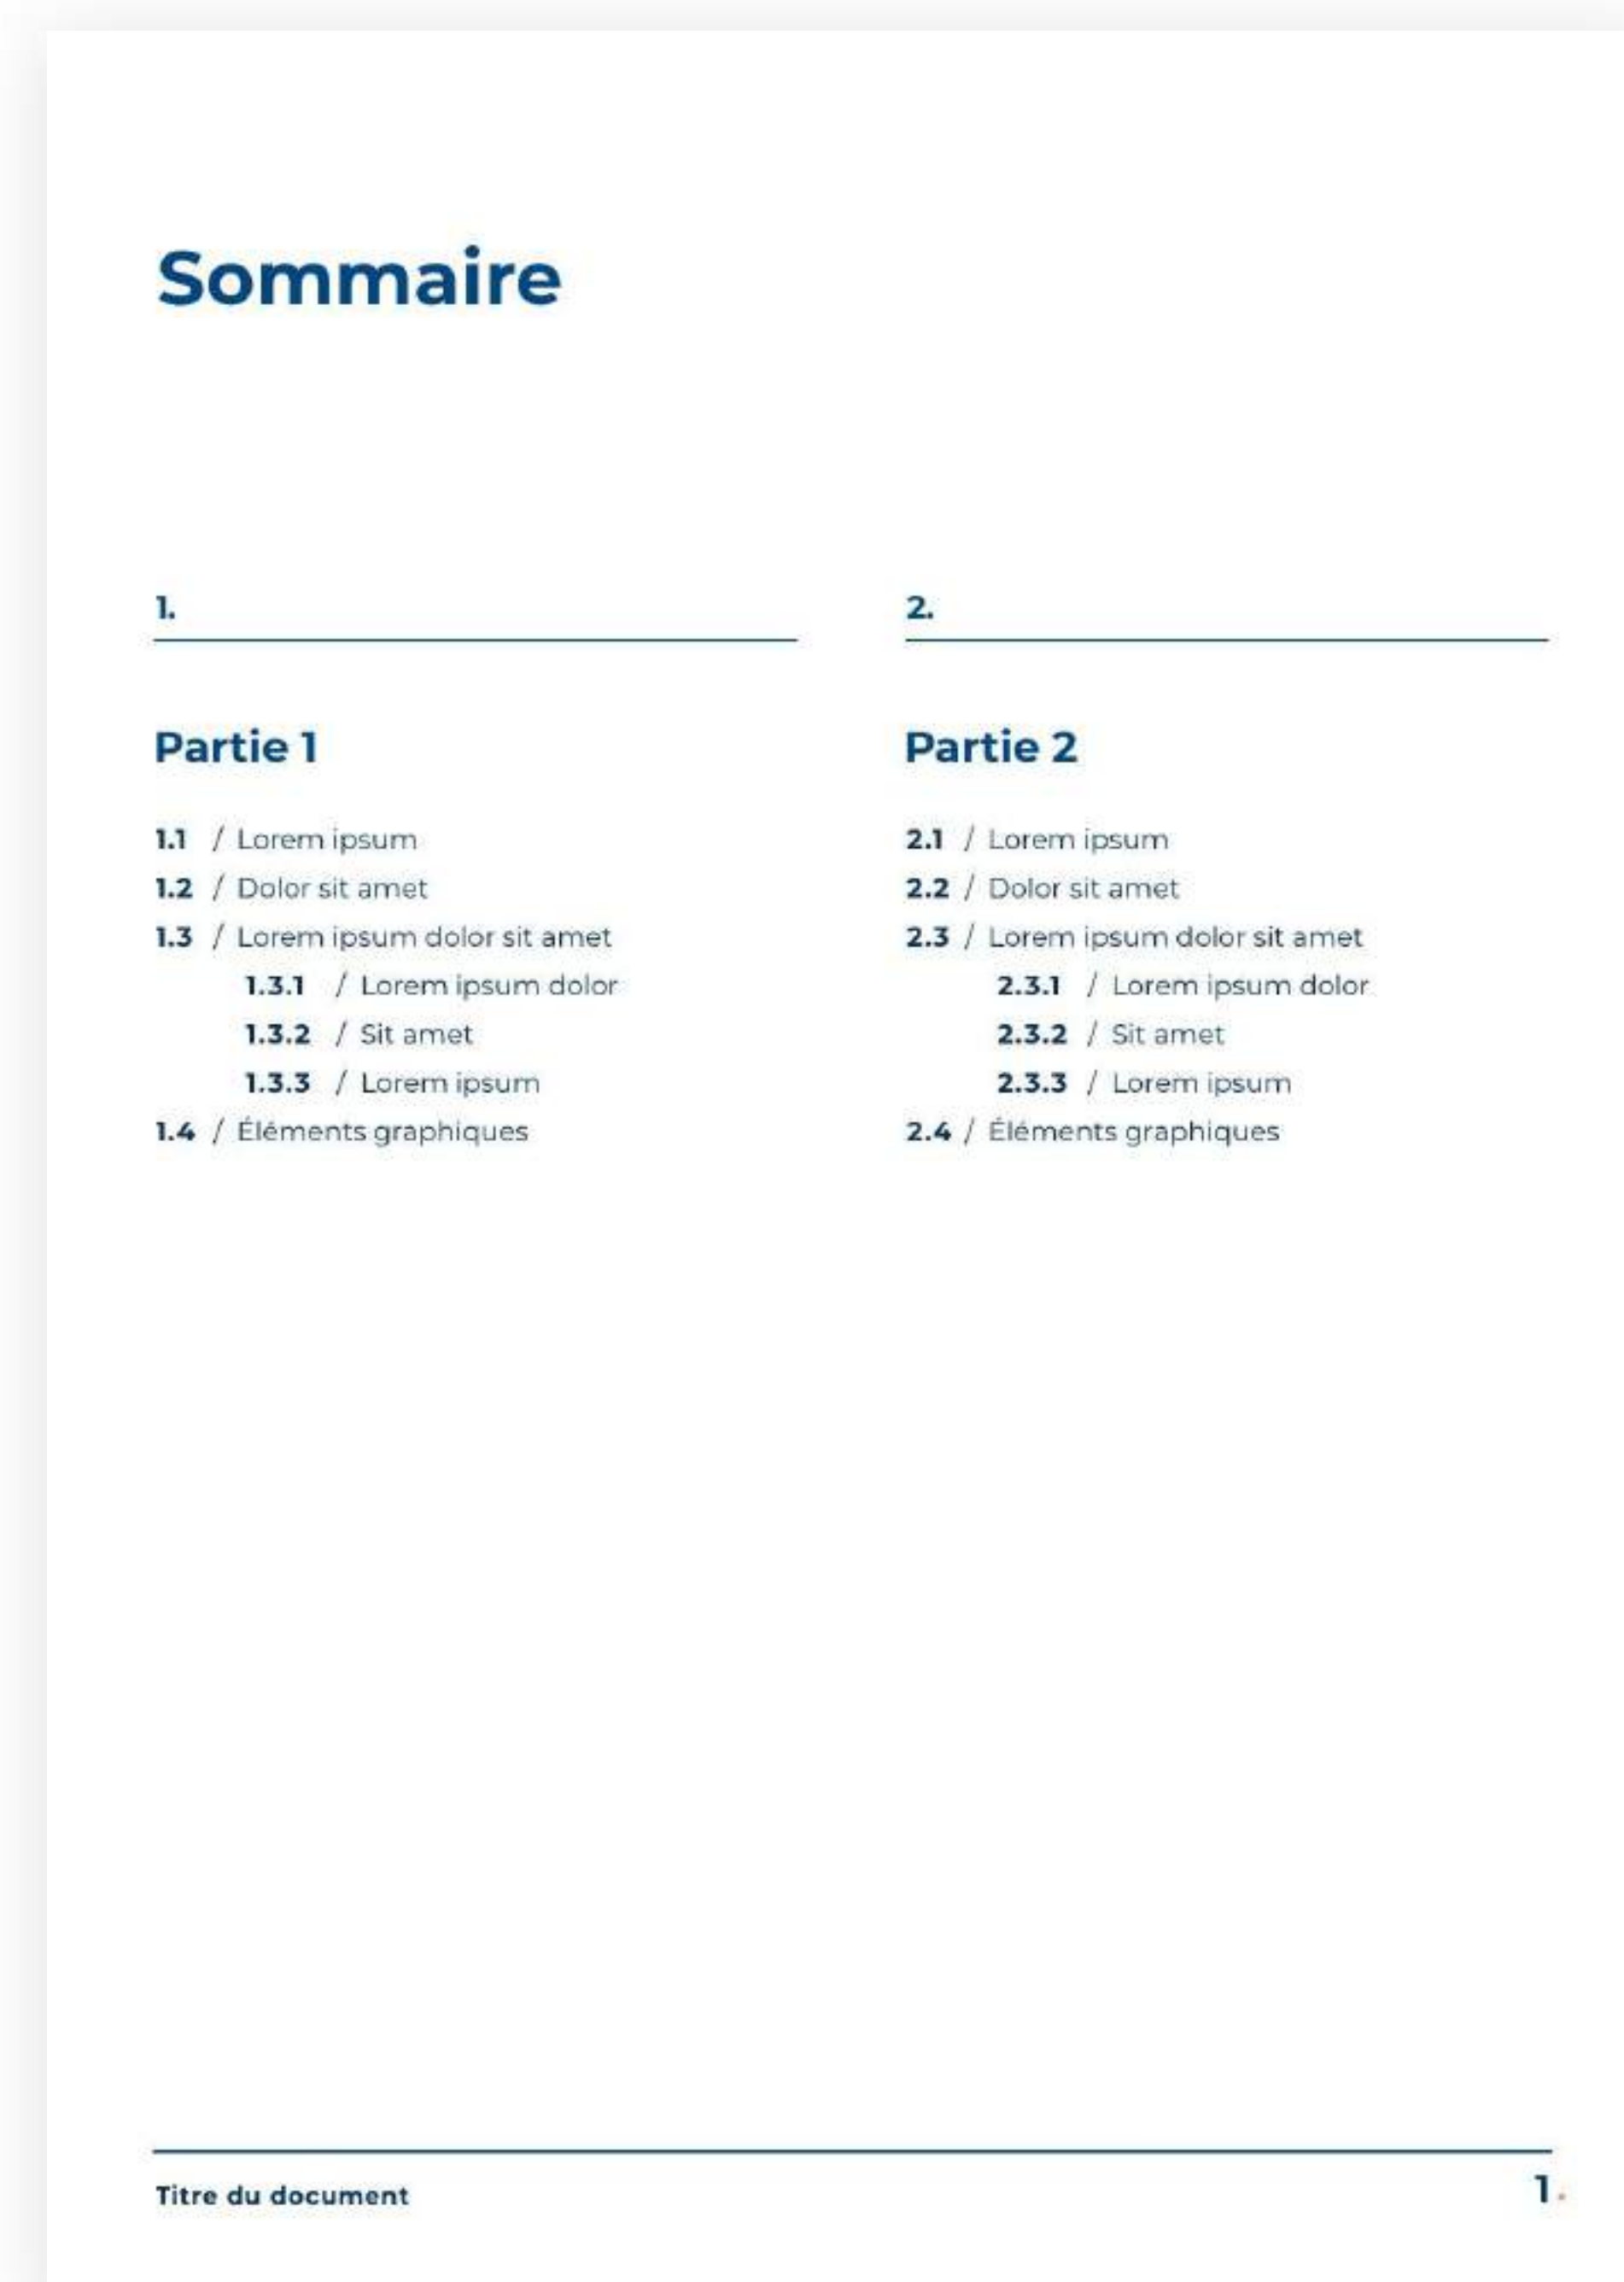 Sommaire
1.
Partie 1
1.1 / Lorem ipsum
1.2 / Dolor sit amet
1.3 / Lorem ipsum dolor sit amet
1.3.1 / Lorem ipsum dolor
1.3.2 / Sit amet
1.3.3 / Lorem ipsum
1.4 / Éléments graphiques
2.
Partie 2
2.1 / Lorem ipsum
2.2 / Dolor sit amet
2.3 / Lorem ipsum dolor sit amet
2.3.1 / Lorem ipsum dolor
2.3.2 / Sit amet
2.3.3 / Lorem ipsum
2.4 / Éléments graphiques
Titre du document
1.